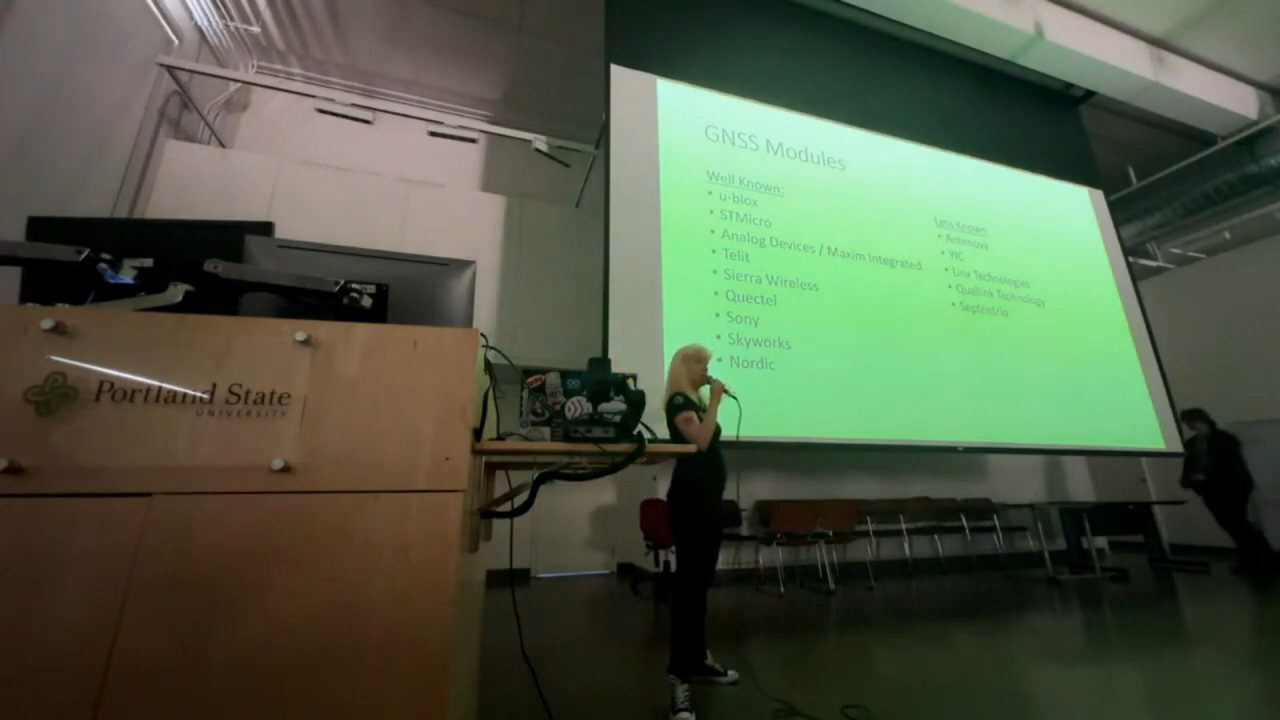 GNSS Modules
Well Known:
• u-blox
• STMicro
• Analog Devices / Maxim Integrated
• Telit
• Sierra Wireless
• Quectel
• Sony
• Skyworks
• Nordic
Less Known:
• Antenova
• YIC
• Linx Technologies
• Quallink Technology
• Septentrio
Portland State
UNIVERSITY